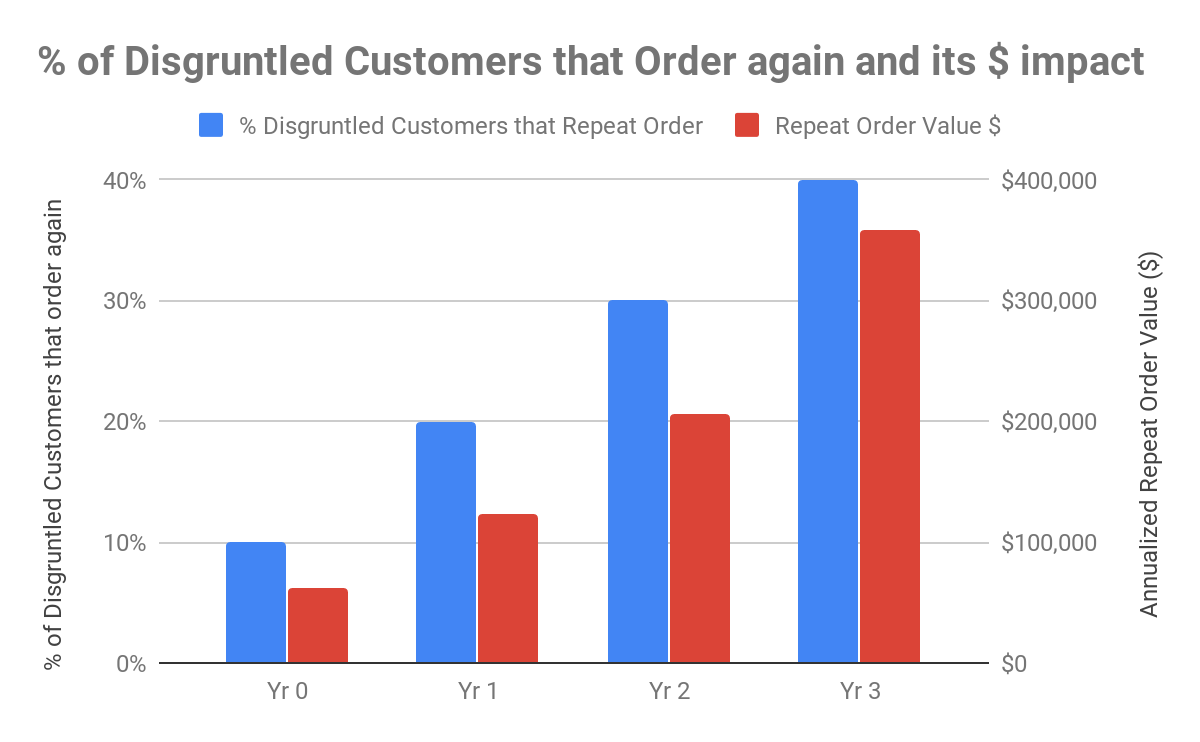 % of Disgruntled Customers that Order again and its $ impact
% Disgruntled Customers that Repeat Order
Repeat Order Value $
% of Disgruntled Customers that order again
40%
30%
20%
10%
0%
$400,000
$300,000
$200,000
$100,000
$0
Annualized Repeat Order Value ($)
Yr 0
Yr 1
Yr 2
Yr 3